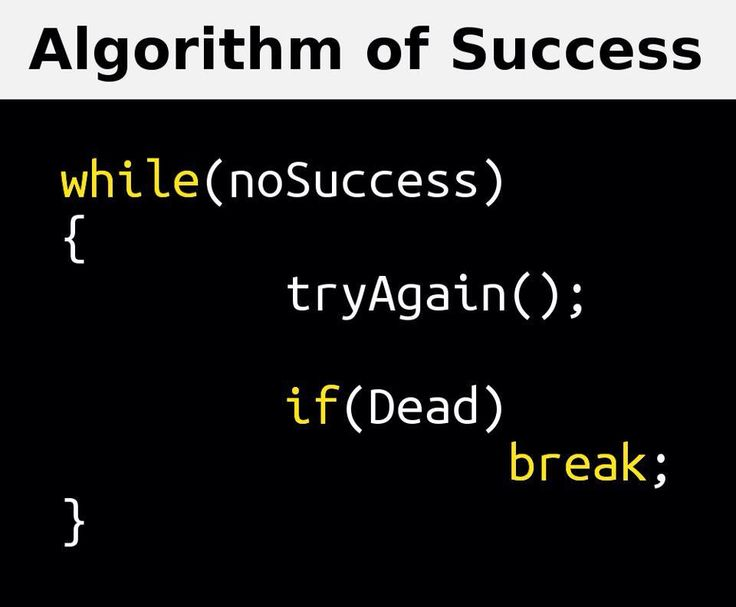 Algorithm of Success
while(noSuccess)
{
tryAgain();
if(Dead)
break;
}